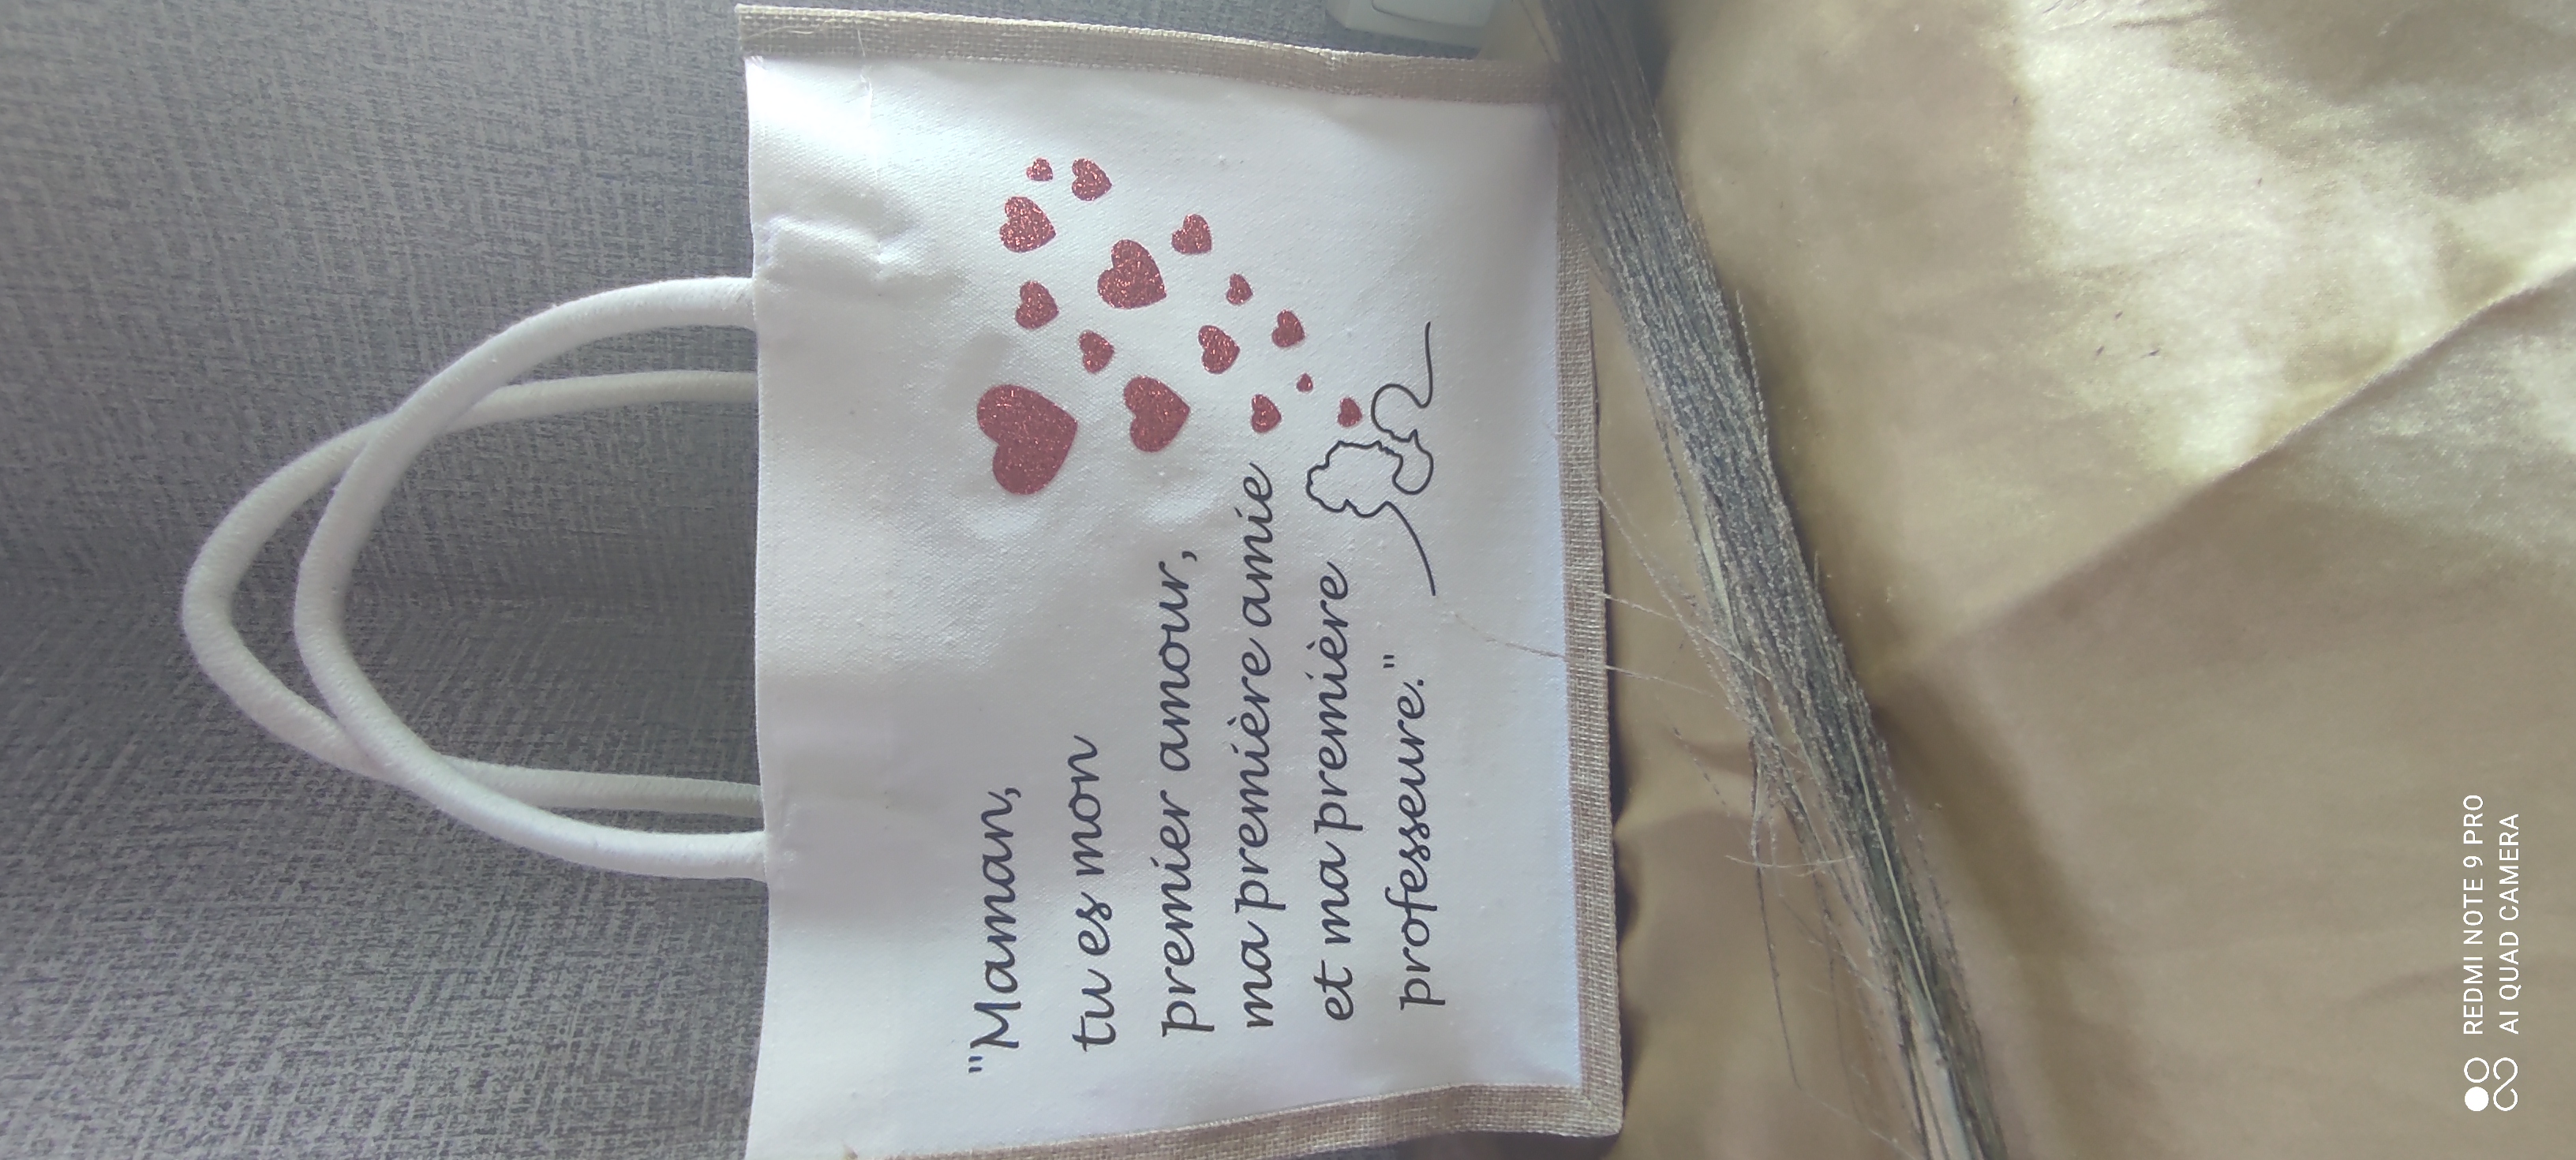 "Maman,
tu es mon
premier amour,
ma première amie
et ma première
professeure."
REDMI NOTE 9 PRO
AI QUAD CAMERA